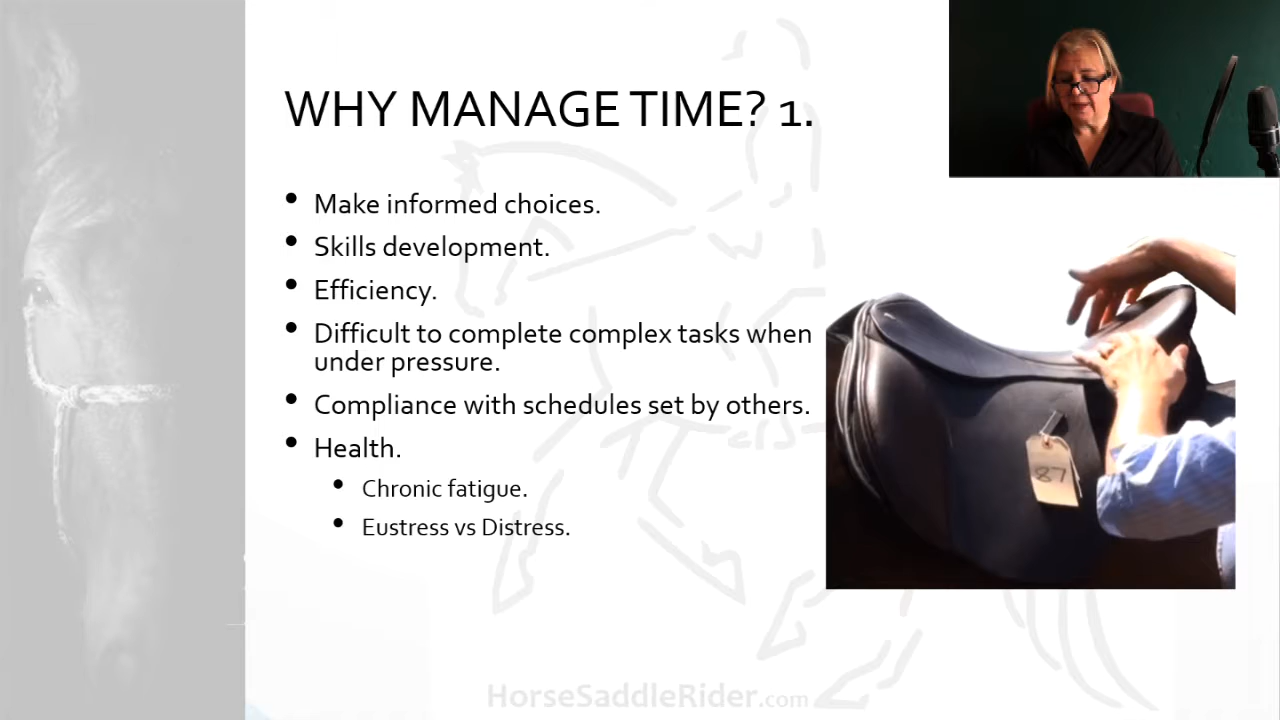 WHY MANAGE TIME? 1.
• Make informed choices.
• Skills development.
• Efficiency.
• Difficult to complete complex tasks when
under pressure.
• Compliance with schedules set by others.
• Health.
• Chronic fatigue.
• Eustress vs Distress.
87
HorseSaddleRider.com